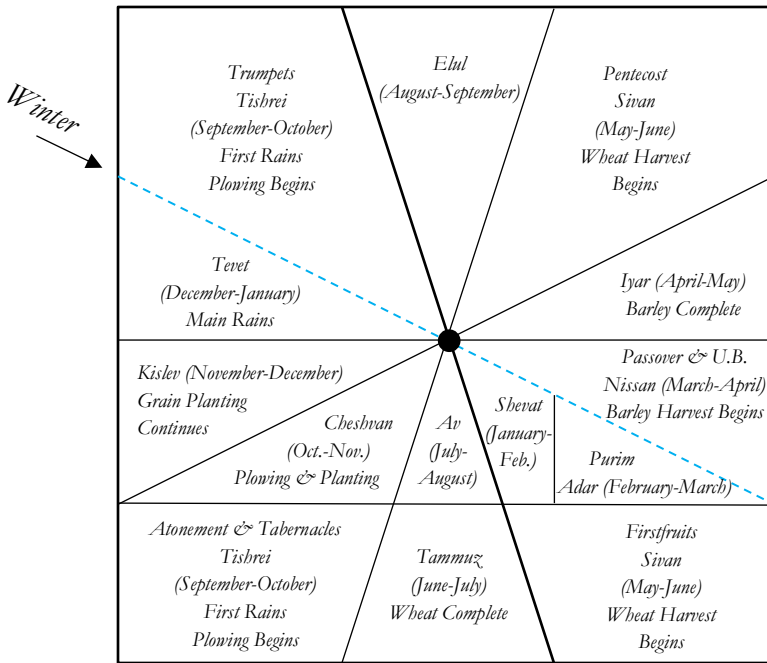 Winter
Trumpets
Tishrei
(September-October)
First Rains
Plowing Begins
Elul
(August-September)
Pentecost
Sivan
(May-June)
Wheat Harvest
Begins
Tevet
(December-January)
Main Rains
Iyar (April-May)
Barley Complete
Kislev (November-December)
Grain Planting
Continues
Cheshvan
(Oct.-Nov.)
Plowing & Planting
Av
(July-
August)
Shevat
(January-
Feb.)
Passover & U.B.
Nissan (March-April)
Barley Harvest Begins
Purim
Adar (February-March)
Atonement & Tabernacles
Tishrei
(September-October)
First Rains
Plowing Begins
Tammuz
(June-July)
Wheat Complete
Firstfruits
Sivan
(May-June)
Wheat Harvest
Begins